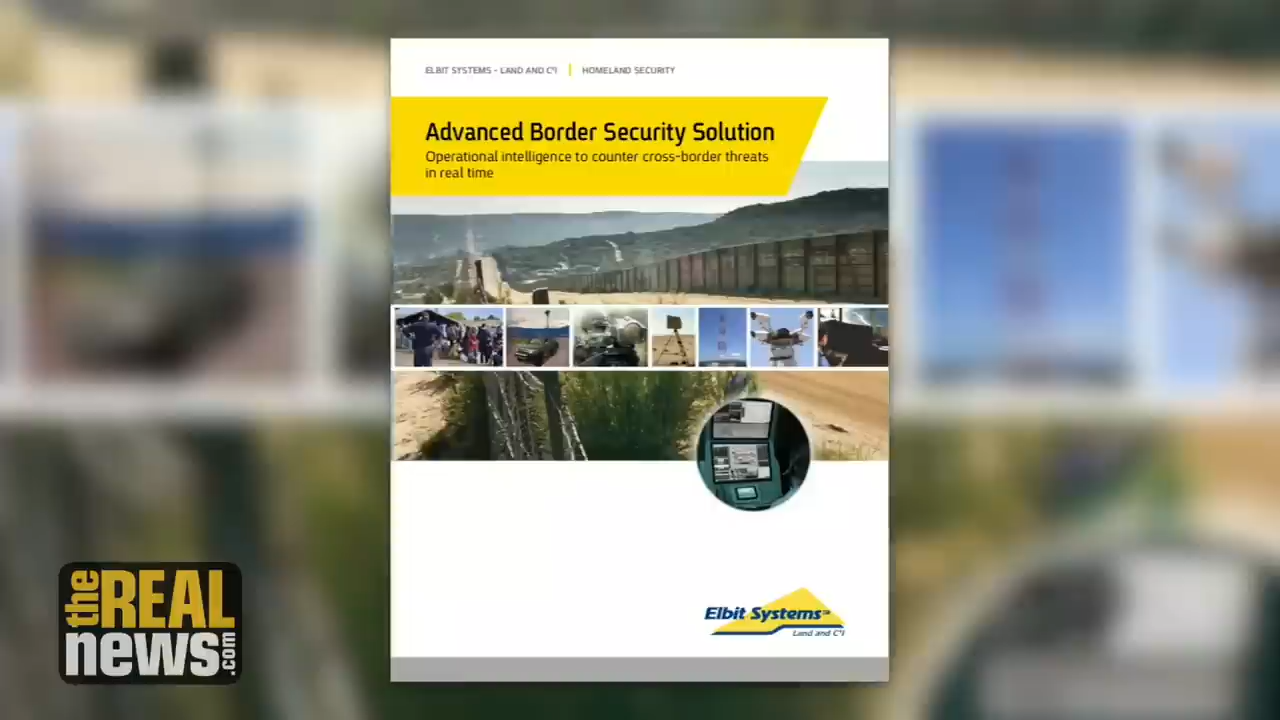 ELBIT SYSTEMS - LAND AND C⁴I | HOMELAND SECURITY
Advanced Border Security Solution
Operational intelligence to counter cross-border threats
in real time
Elbit Systems™
Land and C⁴I
the REAL
news.com